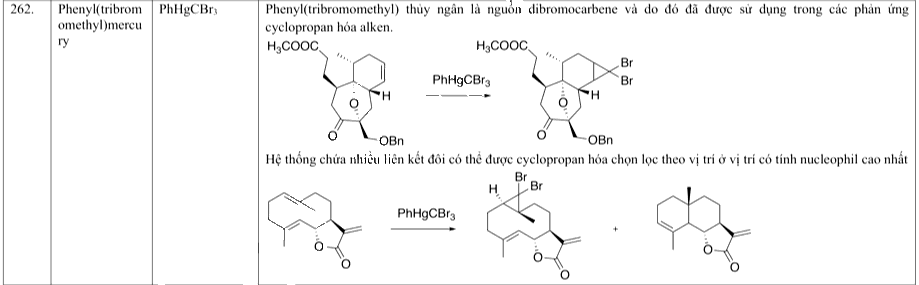 262. Phenyl(tribrom PhHgCBr₃ Phenyl(tribromomethyl) thủy ngân là nguồn dibromocarbene và do đó đã được sử dụng trong các phản ứng
omethyl)mercu cyclopropan hóa alken.
ry
H₃COOC H₃COOC
Br
PhHgCBr₃ Br
H H
O O
O O
OBn OBn
Hệ thống chứa nhiều liên kết đôi có thể được cyclopropan hóa chọn lọc theo vị trí ở vị trí có tính nucleophil cao nhất
Br
H Br
PhHgCBr₃
+
O O O
O O O